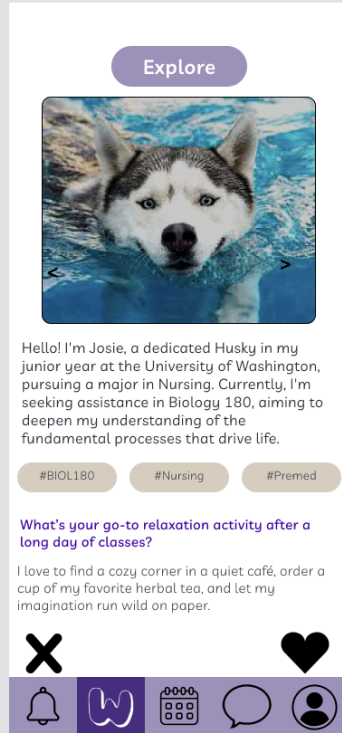 Explore
<
>
Hello! I'm Josie, a dedicated Husky in my
junior year at the University of Washington,
pursuing a major in Nursing. Currently, I'm
seeking assistance in Biology 180, aiming to
deepen my understanding of the
fundamental processes that drive life.
#BIOL180 #Nursing #Premed
What's your go-to relaxation activity after a
long day of classes?
I love to find a cozy corner in a quiet café, order a
cup of my favorite herbal tea, and let my
imagination run wild on paper.
W